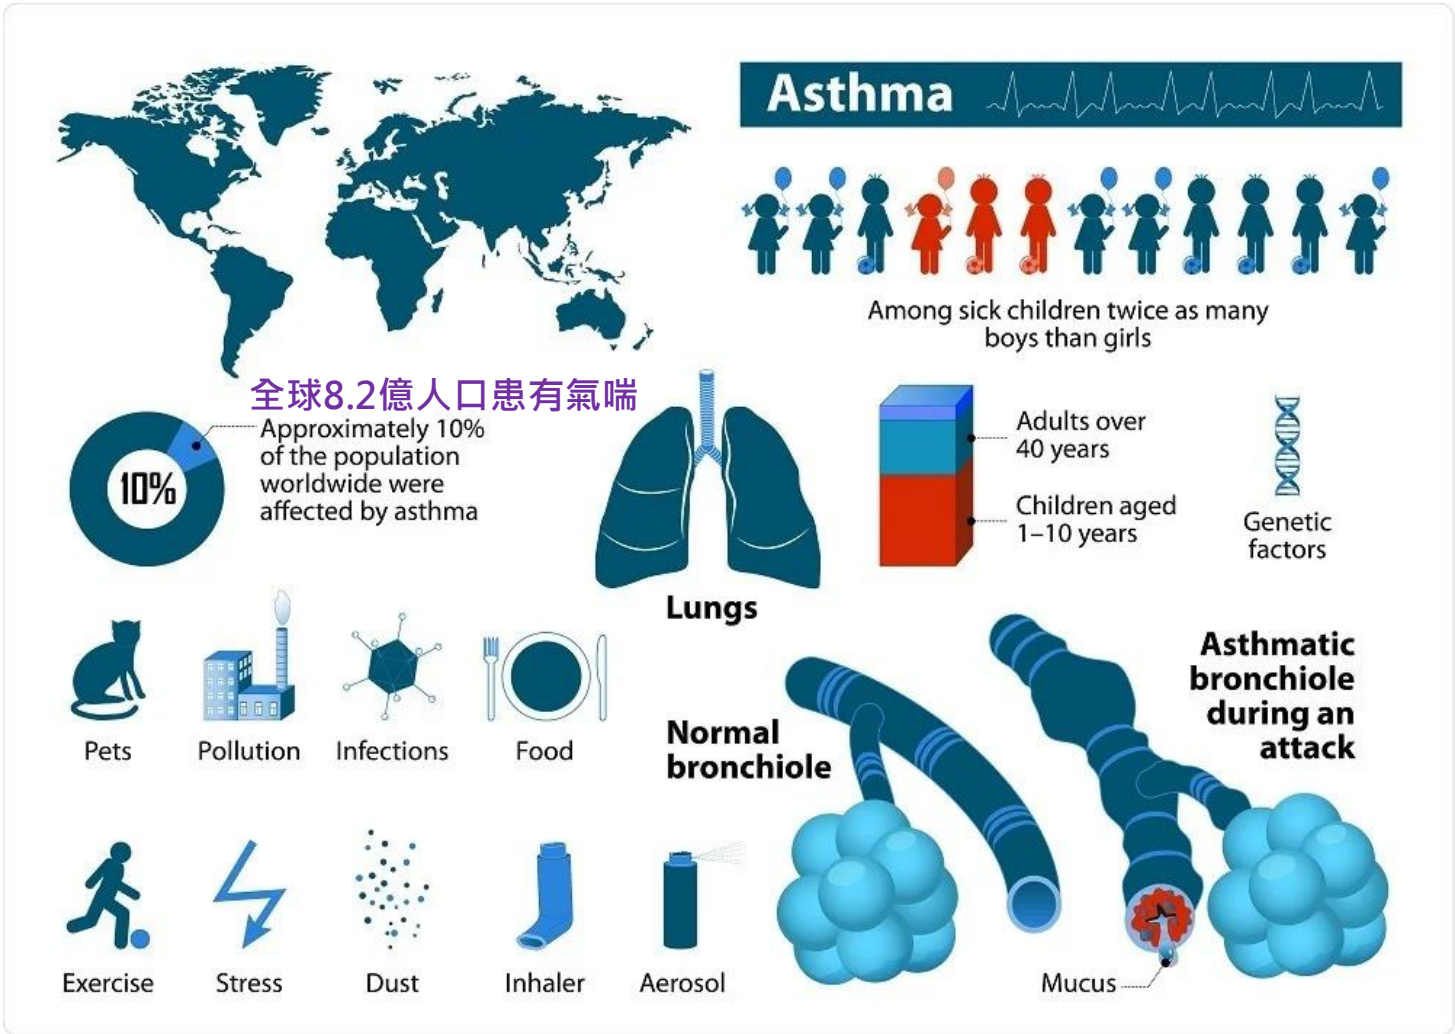 Asthma
Among sick children twice as many
boys than girls
全球8.2億人口患有氣喘
10%
Approximately 10%
of the population
worldwide were
affected by asthma
Lungs
Adults over
40 years
Children aged
1–10 years
Genetic
factors
Pets
Pollution
Infections
Food
Exercise
Stress
Dust
Inhaler
Aerosol
Normal
bronchiole
Asthmatic
bronchiole
during an
attack
Mucus